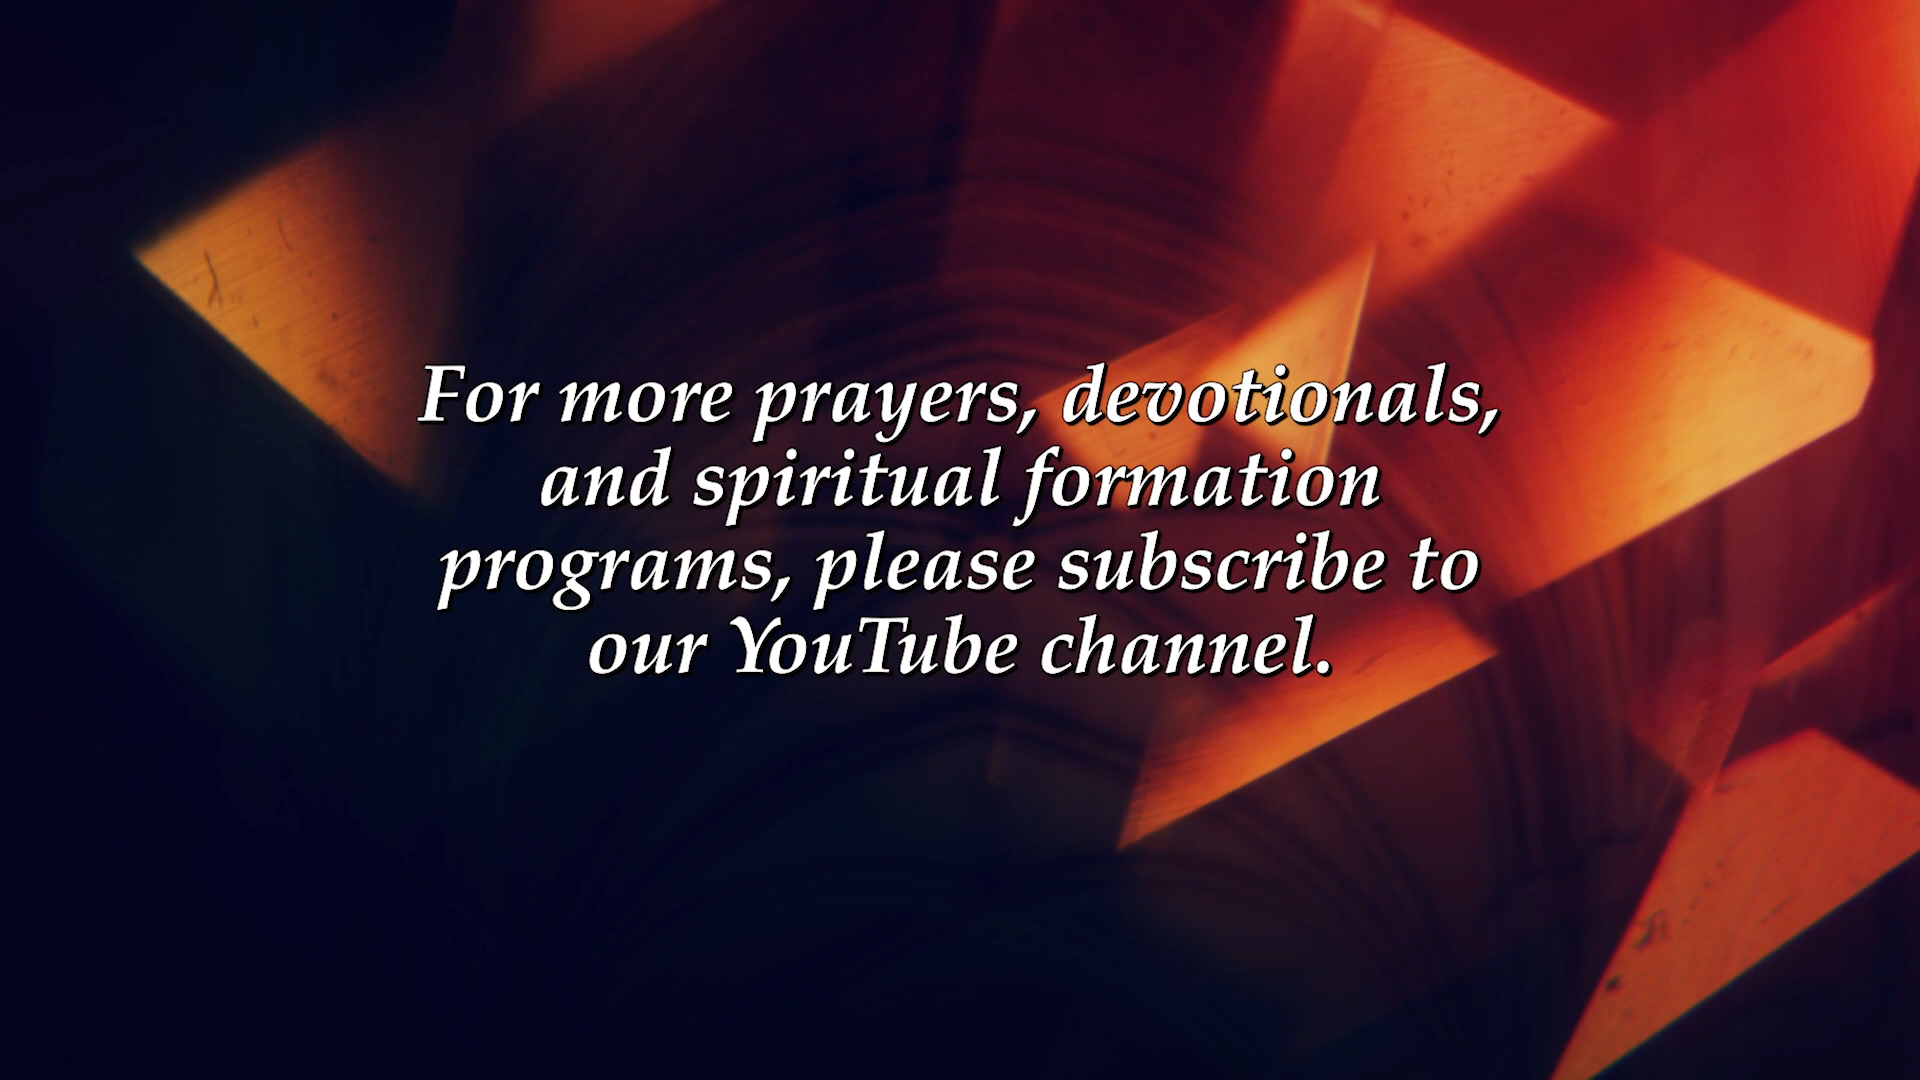 For more prayers, devotionals,
and spiritual formation
programs, please subscribe to
our YouTube channel.